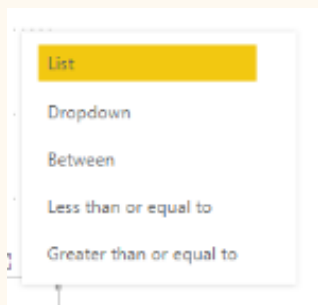 List
Dropdown
Between
Less than or equal to
Greater than or equal to